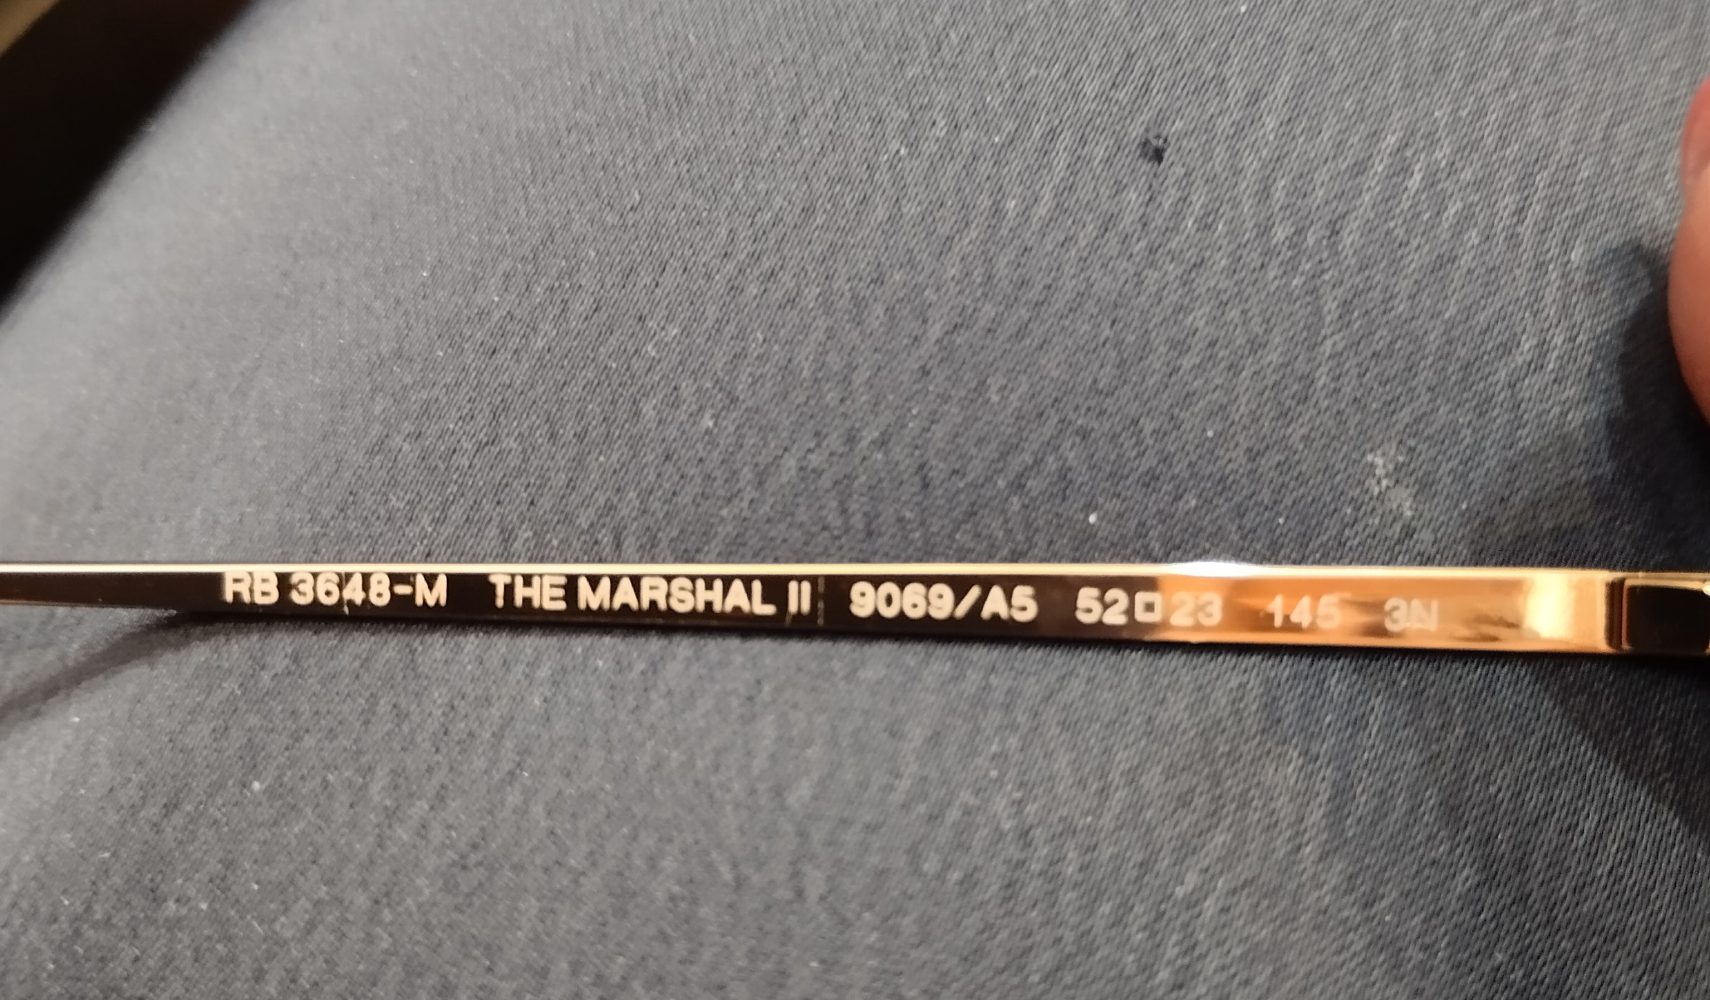 RB 3648-M THE MARSHAL II 9069/A5 52□23 145 3N